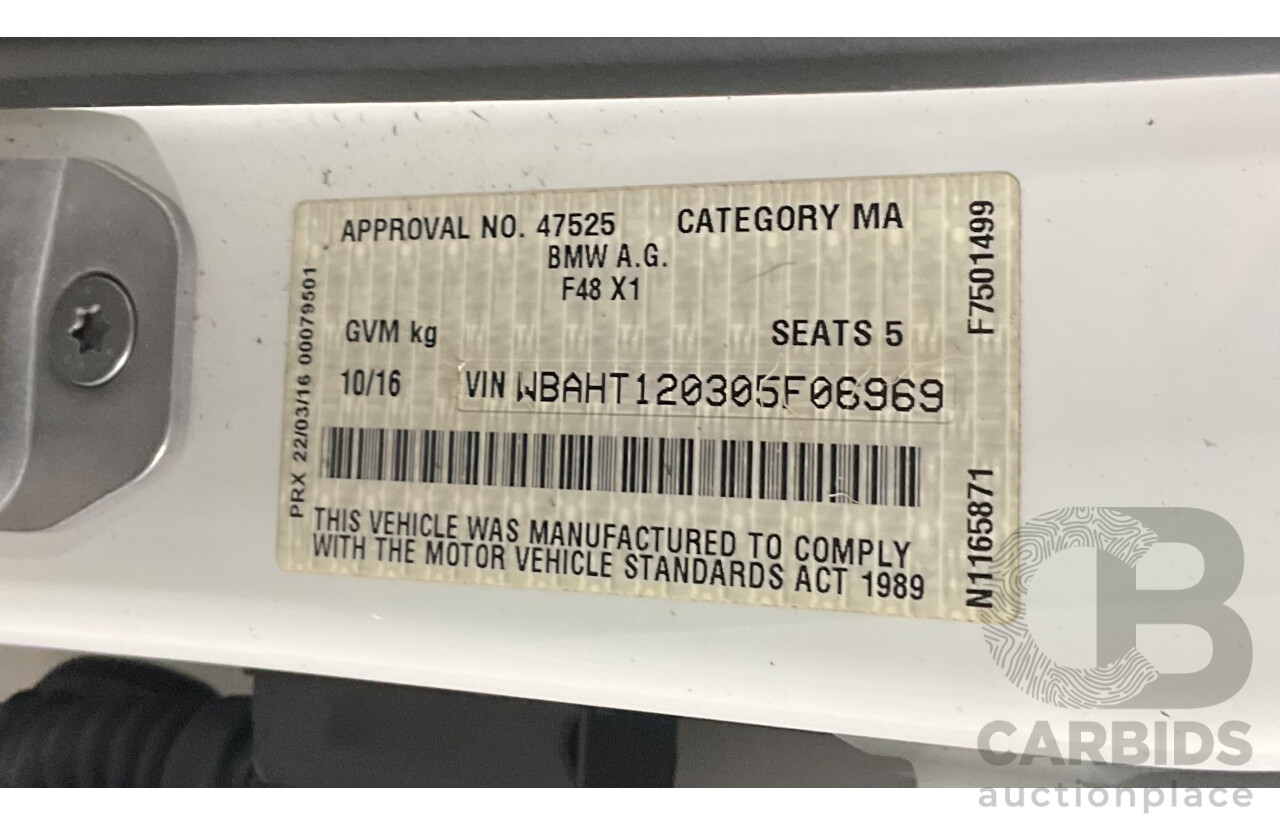 APPROVAL NO. 47525 CATEGORY MA
BMW A.G.
F48 X1
GVM kg SEATS 5
10/16 VIN WBAHT120305F06969
THIS VEHICLE WAS MANUFACTURED TO COMPLY
WITH THE MOTOR VEHICLE STANDARDS ACT 1989
PRX 22/03/16 00079501
N1165871 F7501499
CB
CARBIDS
auctionplace